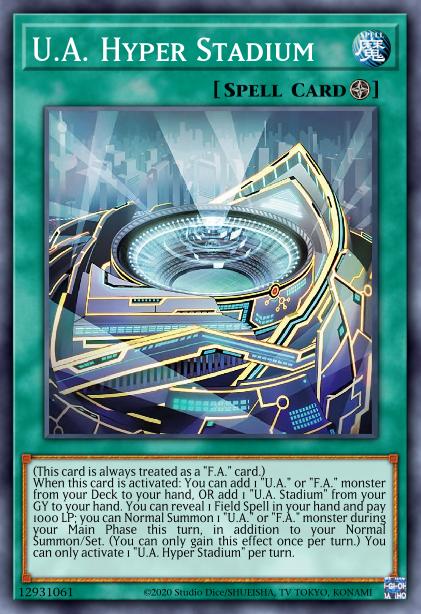 U.A. Hyper Stadium
SPELL
魔
[Spell Card]
(This card is always treated as a "F.A." card.)
When this card is activated: You can add 1 "U.A." or "F.A." monster
from your Deck to your hand, OR add 1 "U.A. Stadium" from your
GY to your hand. You can reveal 1 Field Spell in your hand and pay
1000 LP; you can Normal Summon 1 "U.A." or "F.A." monster during
your Main Phase this turn, in addition to your Normal
Summon/Set. (You can only gain this effect once per turn.) You
can only activate 1 "U.A. Hyper Stadium" per turn.
12931061
©2020 Studio Dice/SHUEISHA, TV TOKYO, KONAMI